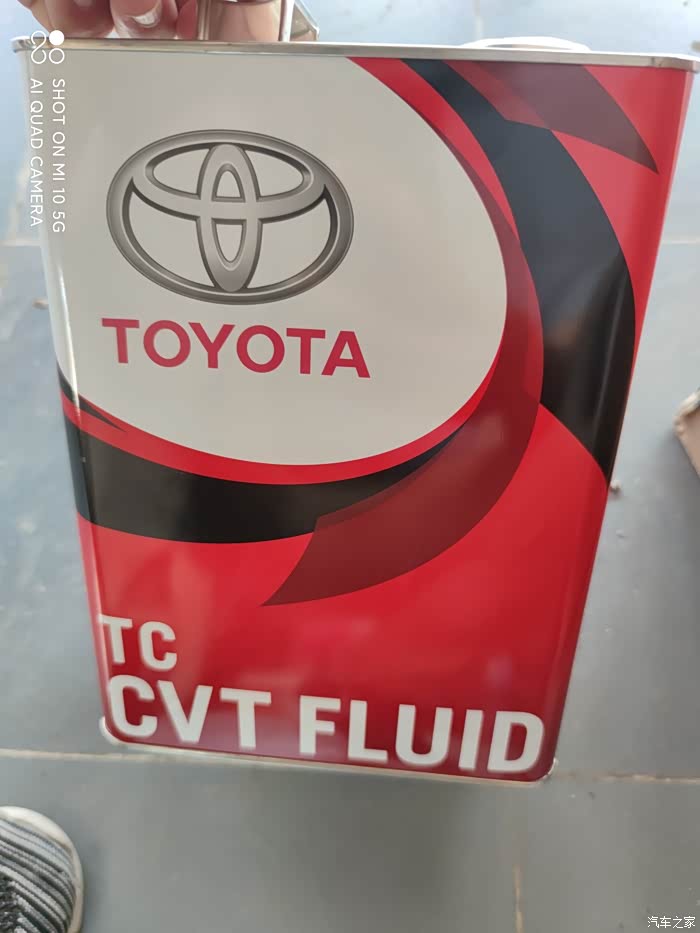 SHOT ON MI 10 5G
AI QUAD CAMERA
TOYOTA
TC
CVT FLUID
汽车之家